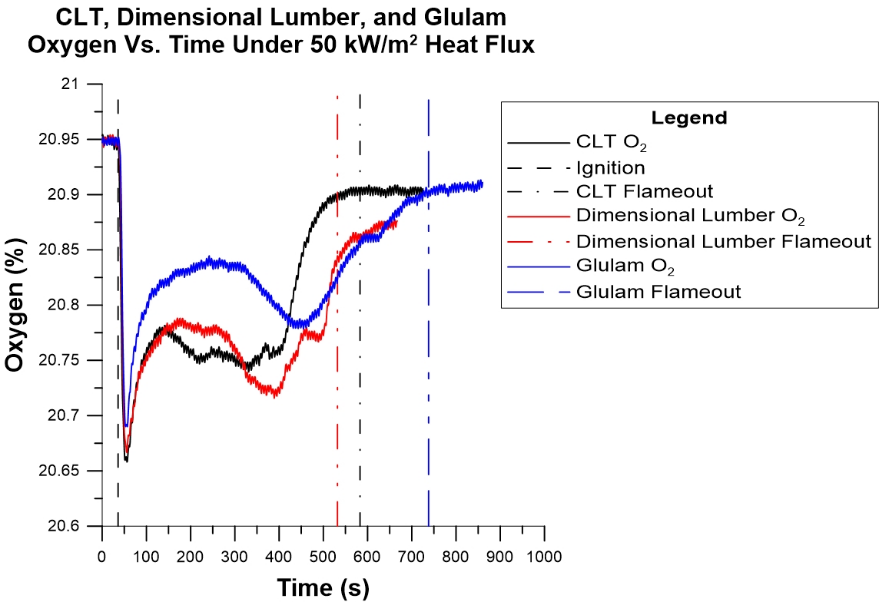 CLT, Dimensional Lumber, and Glulam
Oxygen Vs. Time Under 50 kW/m² Heat Flux
21
20.95
20.9
20.85
20.8
20.75
20.7
20.65
20.6
Oxygen (%)
0 100 200 300 400 500 600 700 800 900 1000
Time (s)
Legend
CLT O₂
Ignition
CLT Flameout
Dimensional Lumber O₂
Dimensional Lumber Flameout
Glulam O₂
Glulam Flameout